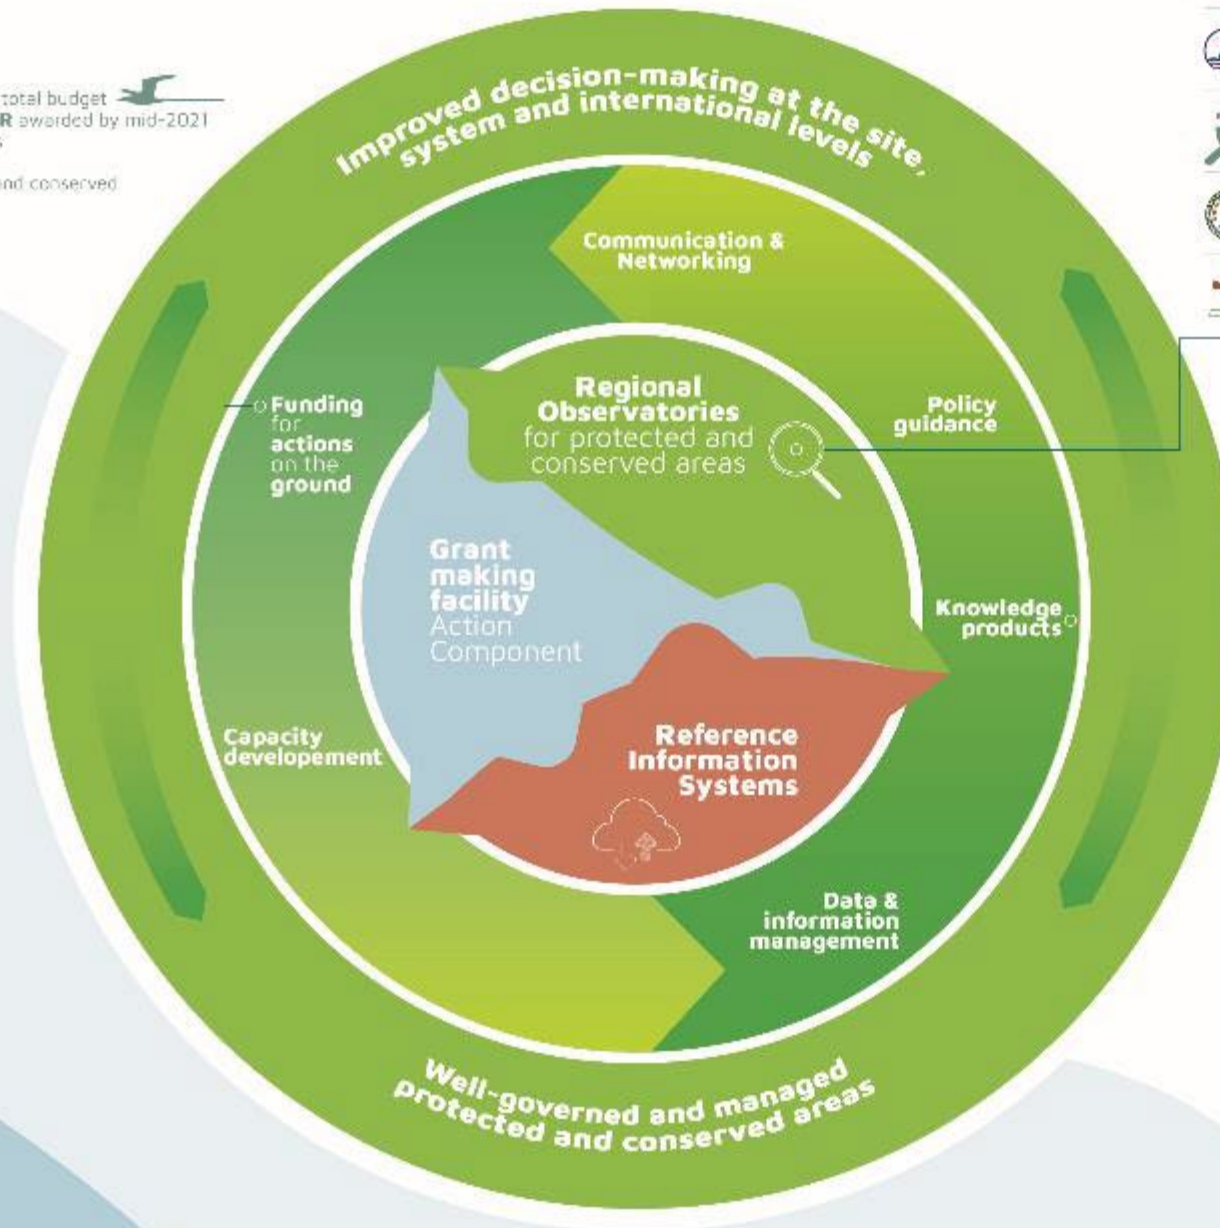 total budget
R awarded by mid-2021
and conserved
Improved decision-making at the site,
system and international levels
Communication &
Networking
Regional
Observatories
for protected and
conserved areas
Policy
guidance
Funding
for
actions
on the
ground
Grant
making
facility
Action
Component
Knowledge
products
Capacity
developement
Reference
Information
Systems
Data &
information
management
Well-governed and managed
protected and conserved areas